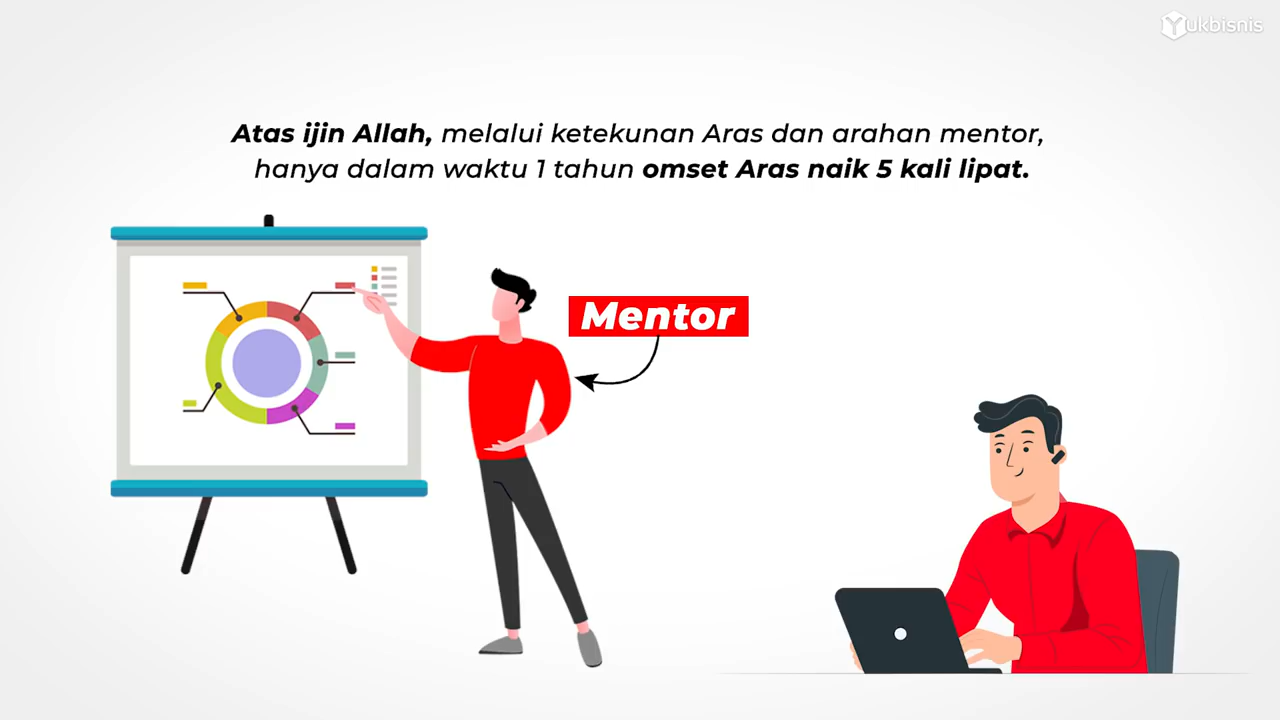 Yukbisnis
Atas ijin Allah, melalui ketekunan Aras dan arahan mentor,
hanya dalam waktu 1 tahun omset Aras naik 5 kali lipat.
Mentor